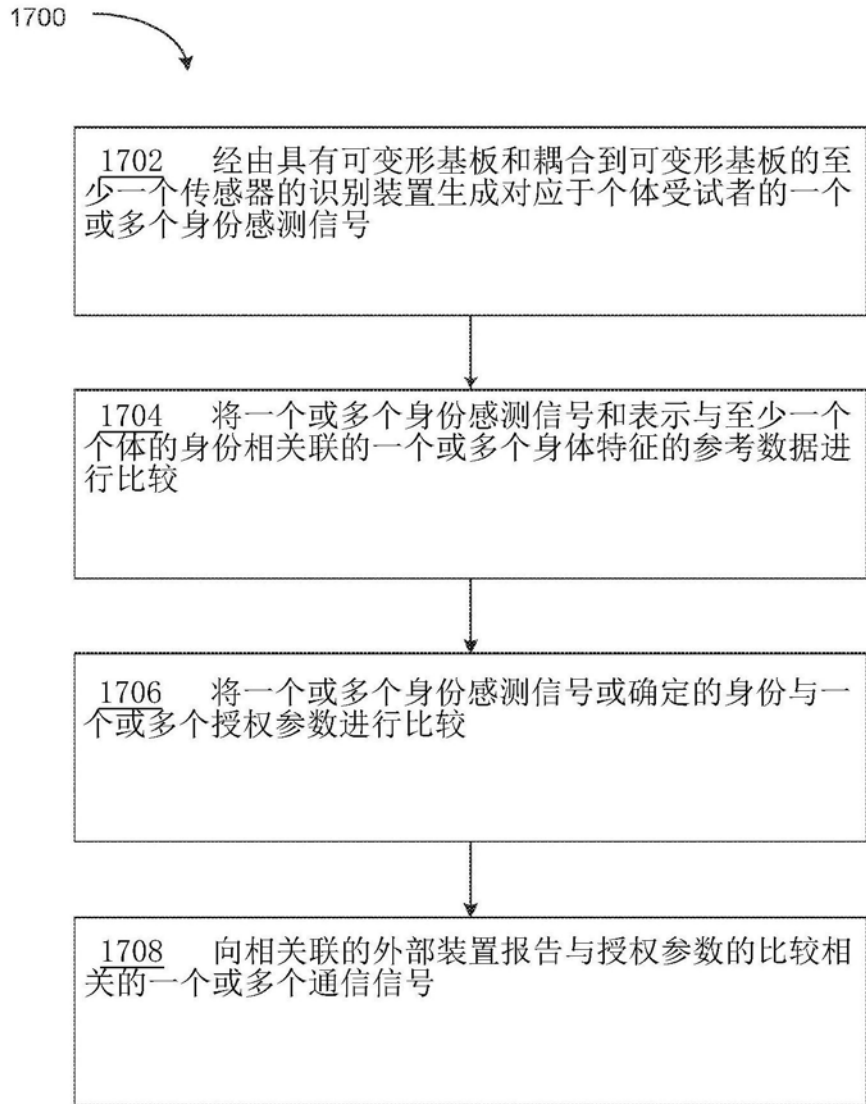 1700
1702 经由具有可变形基板和耦合到可变形基板的至
少一个传感器的识别装置生成对应于个体受试者的一个
或多个身份感测信号
1704 将一个或多个身份感测信号和表示与至少一个
个体的身份相关联的一个或多个身体特征的参考数据进
行比较
1706 将一个或多个身份感测信号或确定的身份与一
个或多个授权参数进行比较
1708 向相关联的外部装置报告与授权参数的比较相
关的一个或多个通信信号